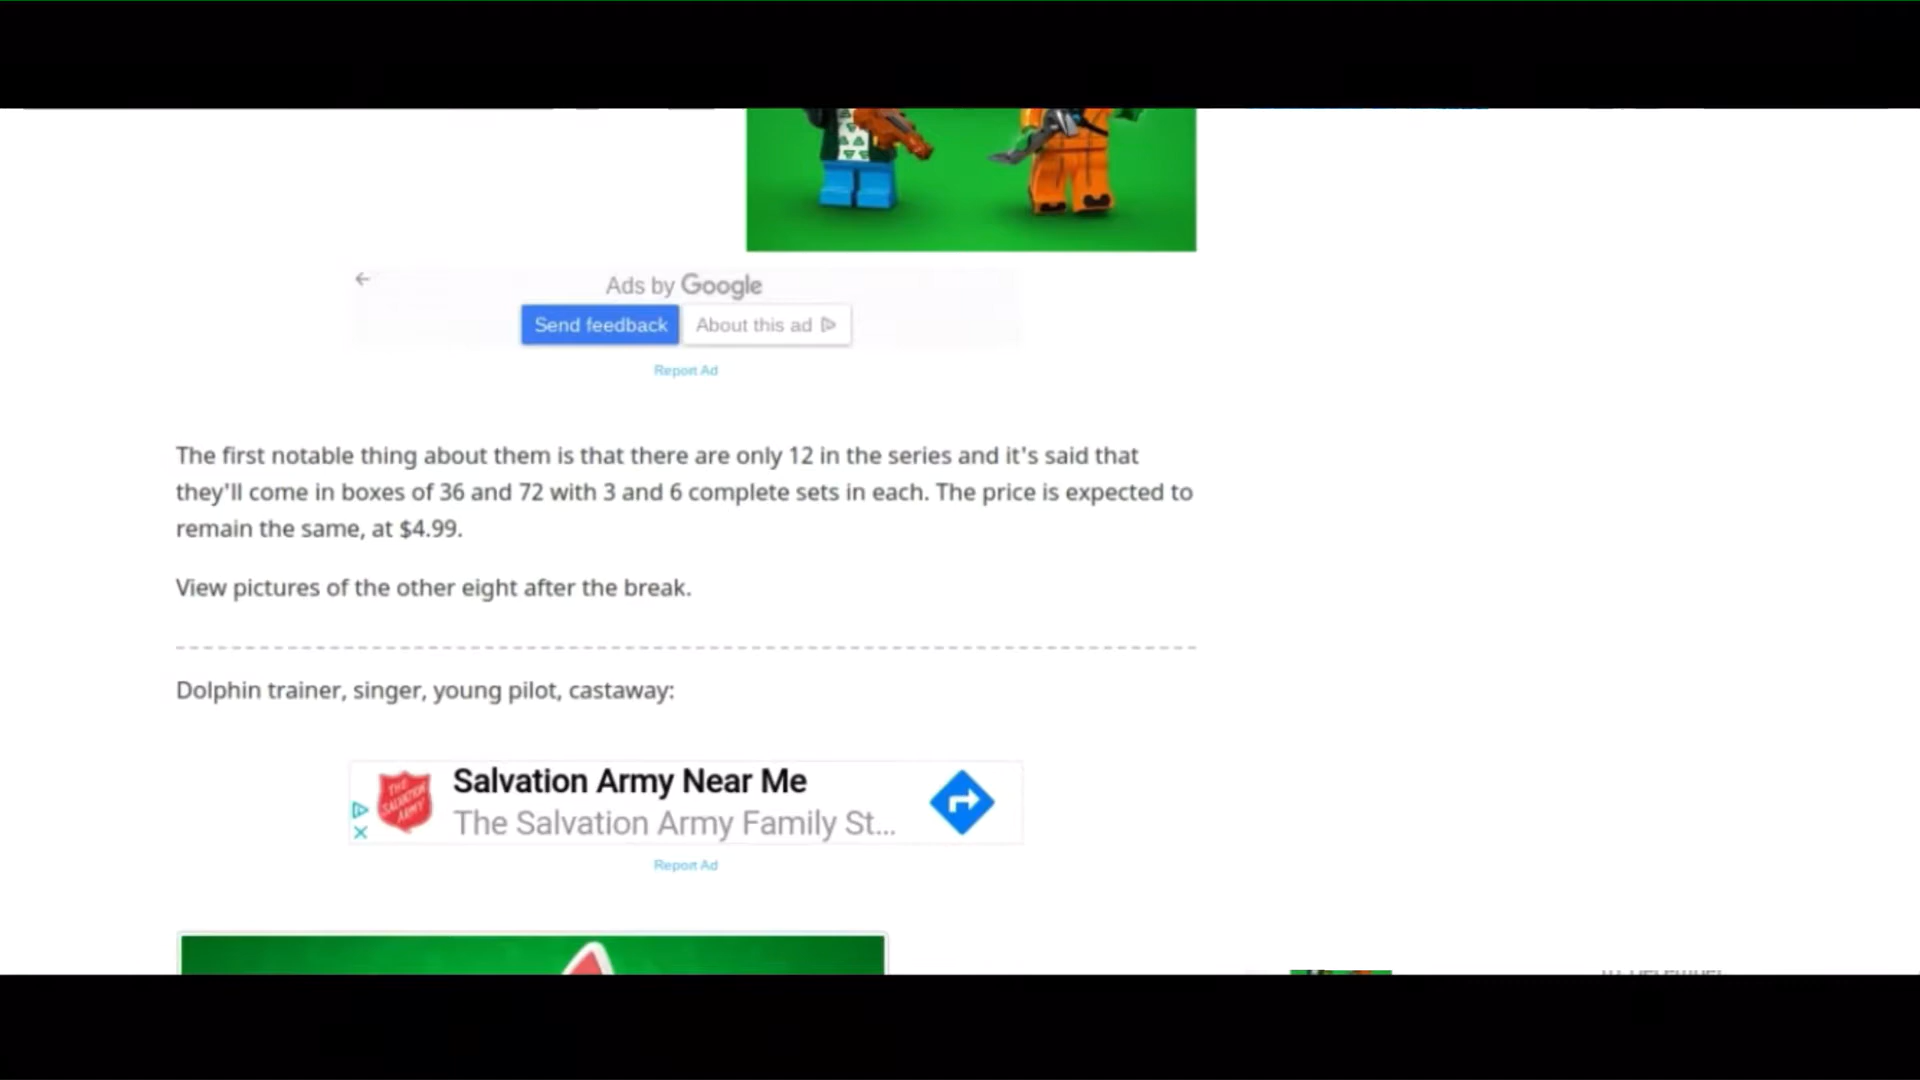 Ads by Google
Send feedback
About this ad
Report Ad
The first notable thing about them is that there are only 12 in the series and it's said that
they'll come in boxes of 36 and 72 with 3 and 6 complete sets in each. The price is expected to
remain the same, at $4.99.
View pictures of the other eight after the break.
Dolphin trainer, singer, young pilot, castaway:
THE SALVATION ARMY
Salvation Army Near Me
The Salvation Army Family St...
Report Ad